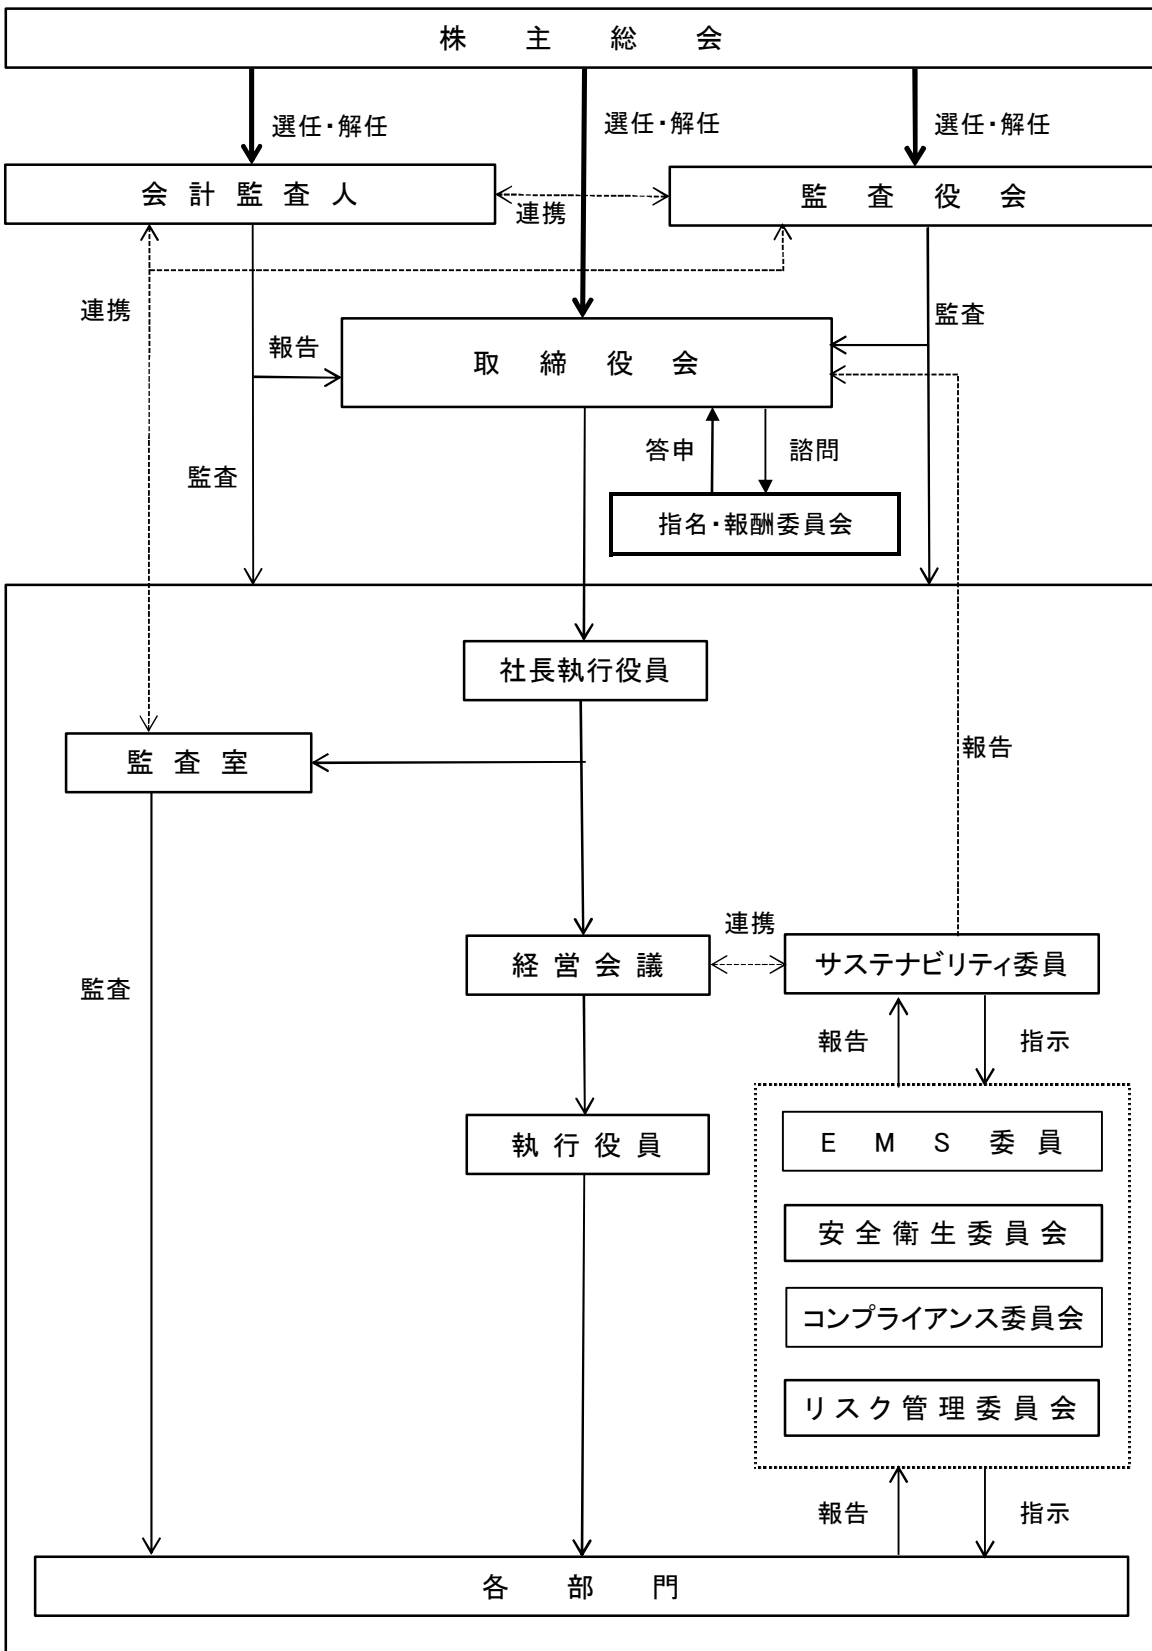 株主総会
選任・解任
選任・解任
選任・解任
会計監査人
連携
監査役会
連携
報告
取締役会
監査
監査
答申
諮問
指名・報酬委員会
社長執行役員
監査室
報告
監査
経営会議
連携
サステナビリティ委員
報告
指示
執行役員
EMS委員
安全衛生委員会
コンプライアンス委員会
リスク管理委員会
報告
指示
各部門